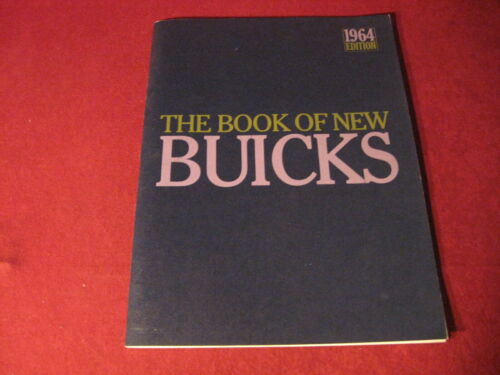 1964
EDITION
THE BOOK OF NEW
BUICKS